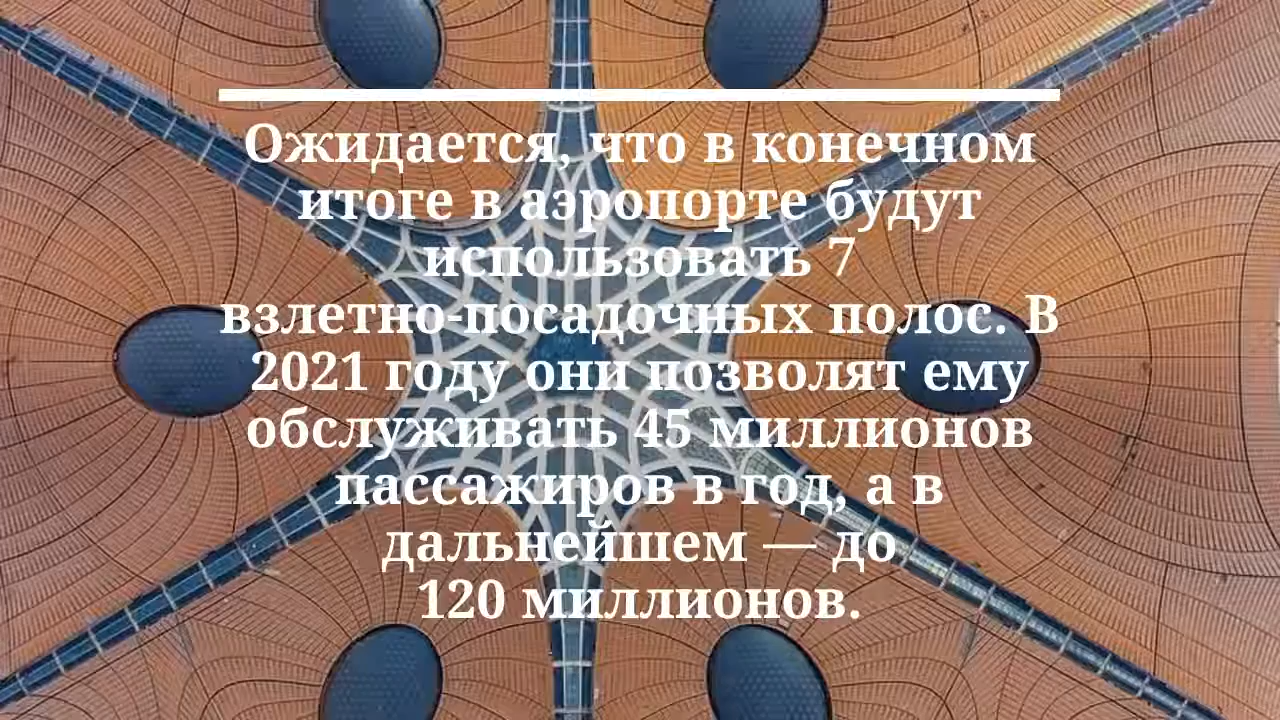 Ожидается, что в конечном
итоге в аэропорте будут
использовать 7
взлетно-посадочных полос. В
2021 году они позволят ему
обслуживать 45 миллионов
пассажиров в год, а в
дальнейшем — до
120 миллионов.